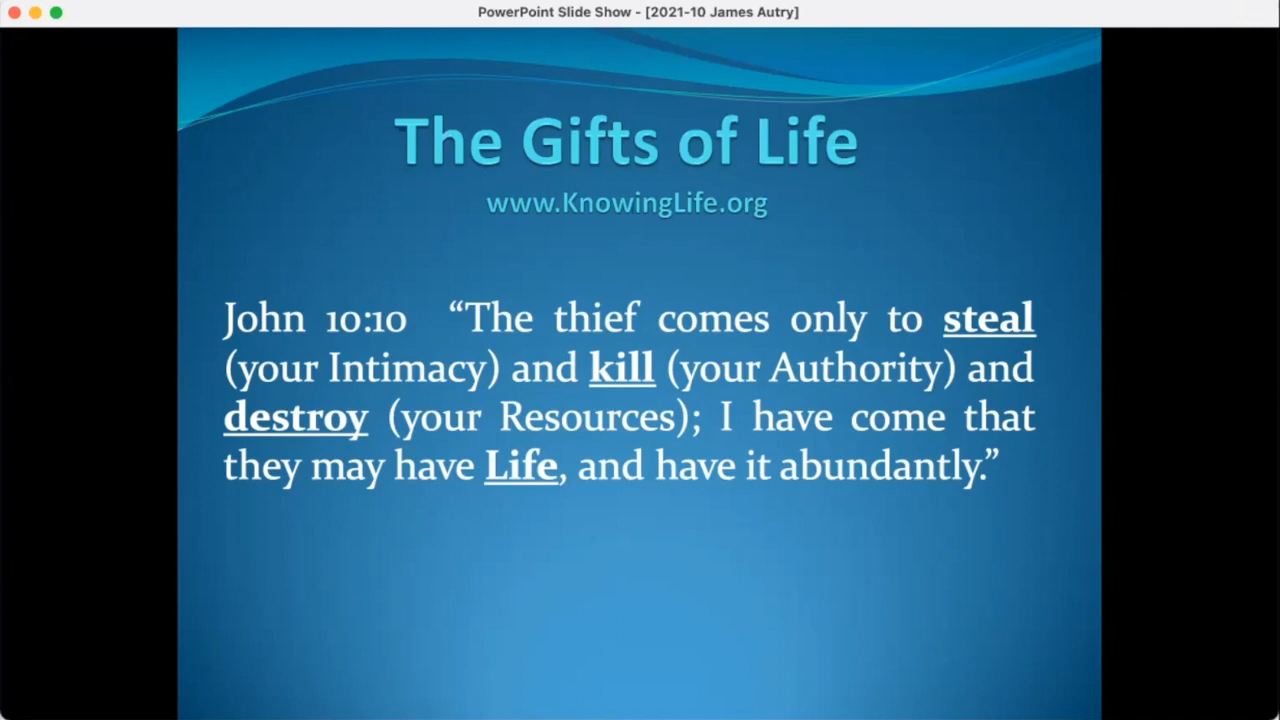 PowerPoint Slide Show - [2021-10 James Autry]
The Gifts of Life
www.KnowingLife.org
John 10:10 “The thief comes only to steal
(your Intimacy) and kill (your Authority) and
destroy (your Resources); I have come that
they may have Life, and have it abundantly.”